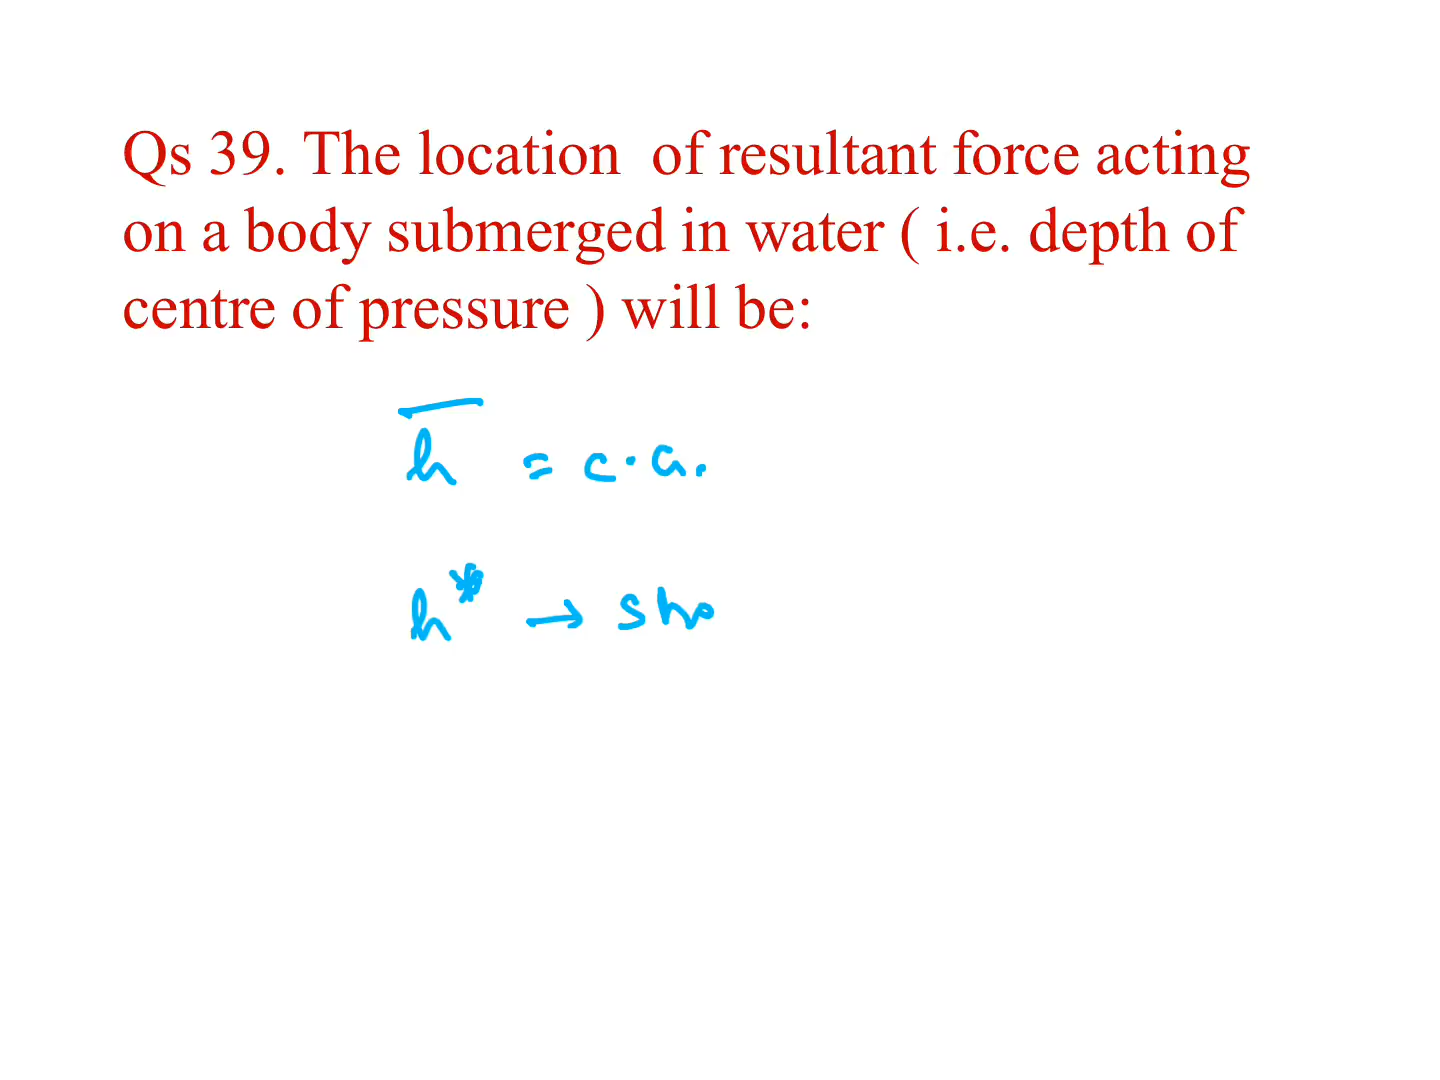 Qs 39. The location of resultant force acting
on a body submerged in water ( i.e. depth of
centre of pressure ) will be:
h̅ = c.G.
h* → sho